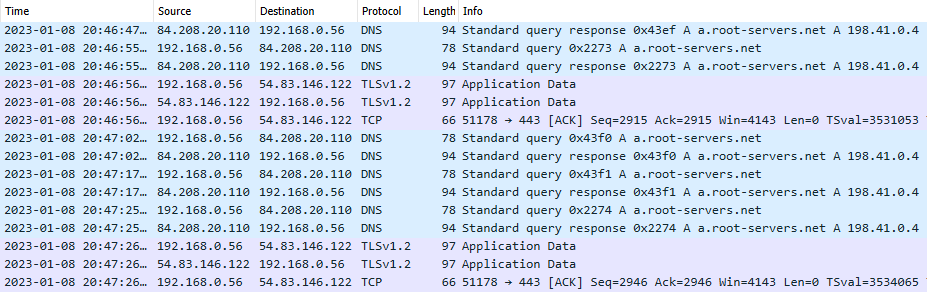 Time Source Destination Protocol Length Info
2023-01-08 20:46:47… 84.208.20.110 192.168.0.56 DNS 94 Standard query response 0x43ef A a.root-servers.net A 198.41.0.4
2023-01-08 20:46:55… 192.168.0.56 84.208.20.110 DNS 78 Standard query 0x2273 A a.root-servers.net
2023-01-08 20:46:55… 84.208.20.110 192.168.0.56 DNS 94 Standard query response 0x2273 A a.root-servers.net A 198.41.0.4
2023-01-08 20:46:56… 192.168.0.56 54.83.146.122 TLSv1.2 97 Application Data
2023-01-08 20:46:56… 54.83.146.122 192.168.0.56 TLSv1.2 97 Application Data
2023-01-08 20:46:56… 192.168.0.56 54.83.146.122 TCP 66 51178 → 443 [ACK] Seq=2915 Ack=2915 Win=4143 Len=0 TSval=3531053
2023-01-08 20:47:02… 192.168.0.56 84.208.20.110 DNS 78 Standard query 0x43f0 A a.root-servers.net
2023-01-08 20:47:02… 84.208.20.110 192.168.0.56 DNS 94 Standard query response 0x43f0 A a.root-servers.net A 198.41.0.4
2023-01-08 20:47:17… 192.168.0.56 84.208.20.110 DNS 78 Standard query 0x43f1 A a.root-servers.net
2023-01-08 20:47:17… 84.208.20.110 192.168.0.56 DNS 94 Standard query response 0x43f1 A a.root-servers.net A 198.41.0.4
2023-01-08 20:47:25… 192.168.0.56 84.208.20.110 DNS 78 Standard query 0x2274 A a.root-servers.net
2023-01-08 20:47:25… 84.208.20.110 192.168.0.56 DNS 94 Standard query response 0x2274 A a.root-servers.net A 198.41.0.4
2023-01-08 20:47:26… 192.168.0.56 54.83.146.122 TLSv1.2 97 Application Data
2023-01-08 20:47:26… 54.83.146.122 192.168.0.56 TLSv1.2 97 Application Data
2023-01-08 20:47:26… 192.168.0.56 54.83.146.122 TCP 66 51178 → 443 [ACK] Seq=2946 Ack=2946 Win=4143 Len=0 TSval=3534065